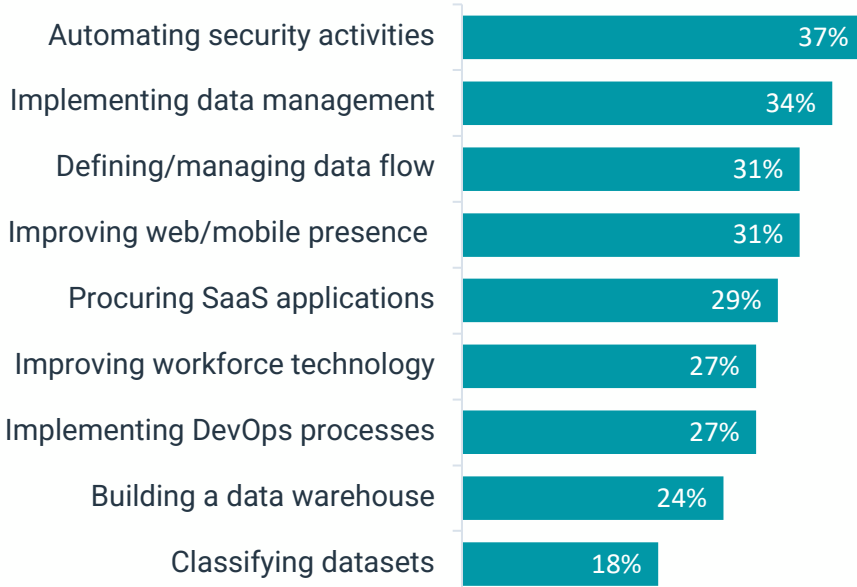 Automating security activities 37%
Implementing data management 34%
Defining/managing data flow 31%
Improving web/mobile presence 31%
Procuring SaaS applications 29%
Improving workforce technology 27%
Implementing DevOps processes 27%
Building a data warehouse 24%
Classifying datasets 18%